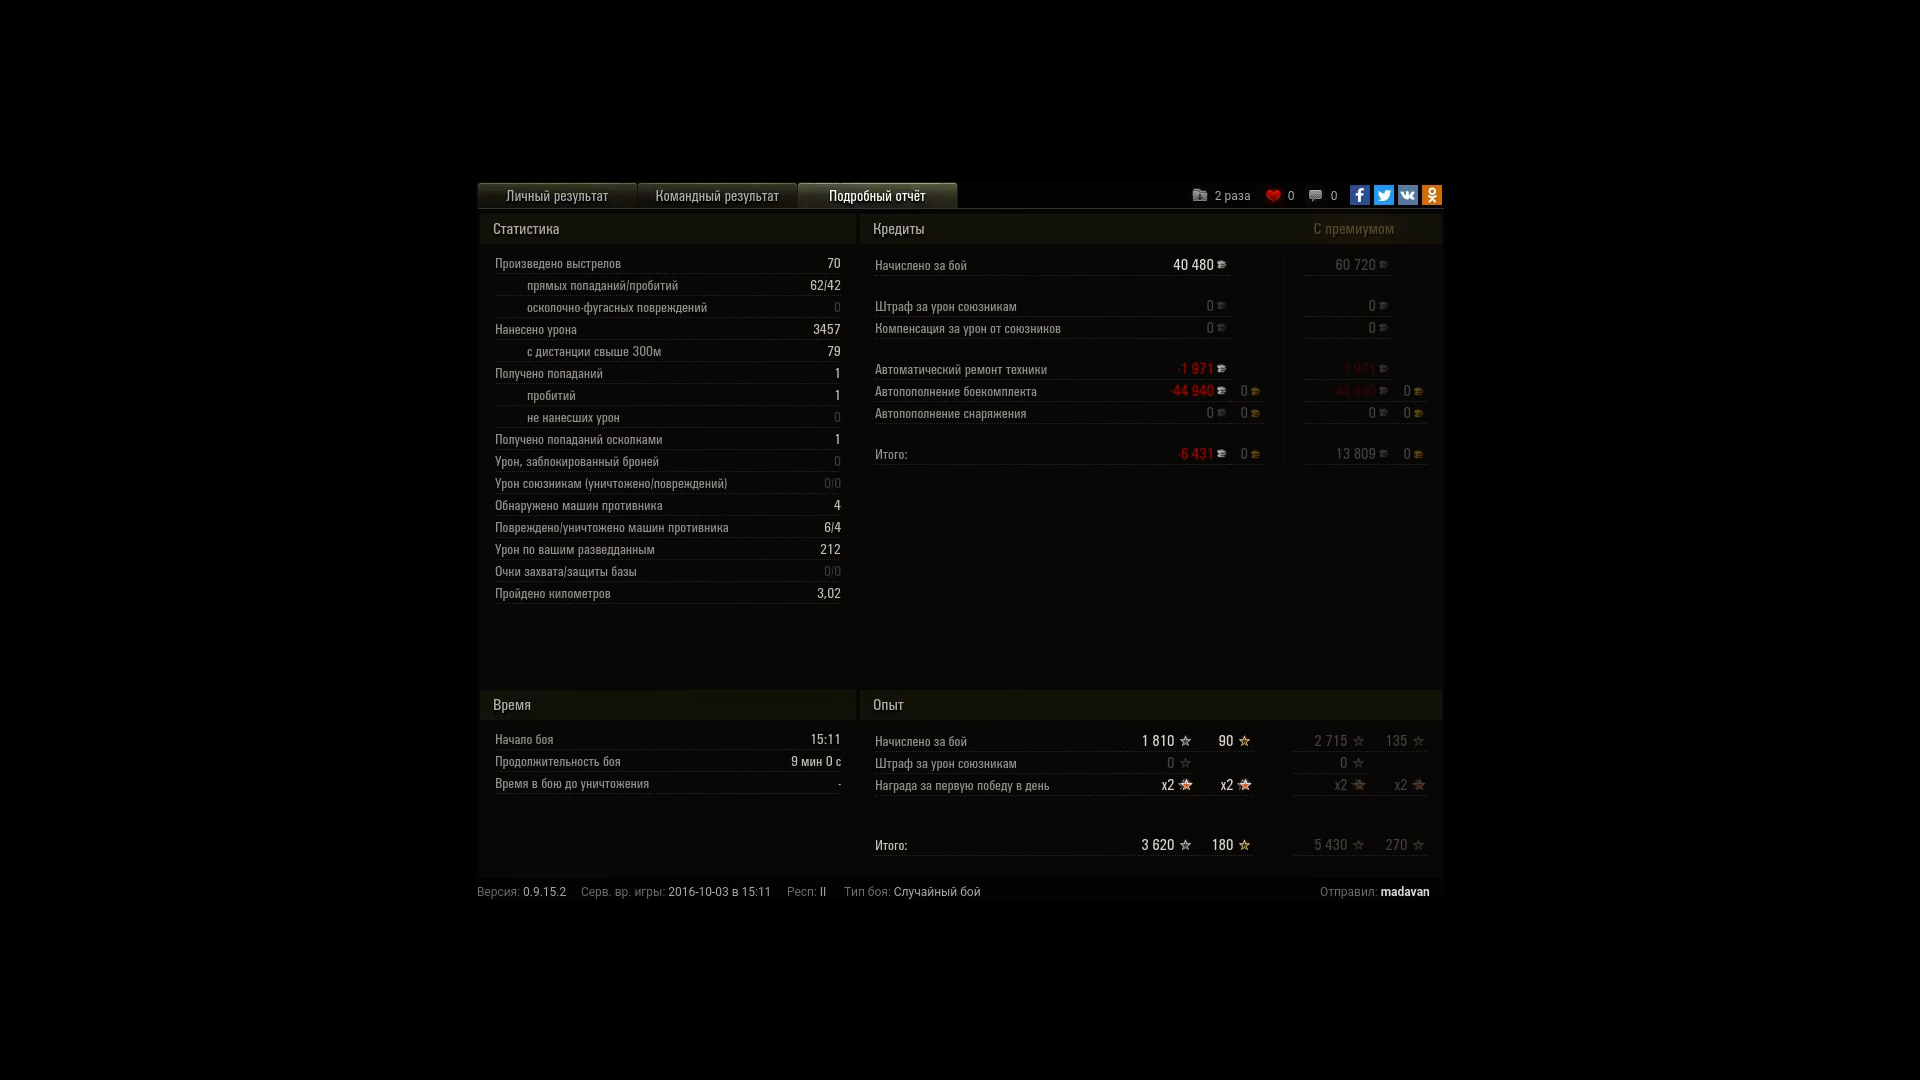 Личный результат Командный результат Подробный отчёт 2 раза 0 0
Статистика
Произведено выстрелов 70
прямых попаданий/пробитий 62/42
осколочно-фугасных повреждений 0
Нанесено урона 3457
с дистанции свыше 300м 79
Получено попаданий 1
пробитий 1
не нанесших урон 0
Получено попаданий осколками 1
Урон, заблокированный броней 0
Урон союзникам (уничтожено/повреждений) 0/0
Обнаружено машин противника 4
Повреждено/уничтожено машин противника 6/4
Урон по вашим разведданным 212
Очки захвата/защиты базы 0/0
Пройдено километров 3,02
Кредиты С премиумом
Начислено за бой 40 480 60 720
Штраф за урон союзникам 0 0
Компенсация за урон от союзников 0 0
Автоматический ремонт техники -1 971 -1 971
Автопополнение боекомплекта -44 940 0 -44 940 0
Автопополнение снаряжения 0 0 0 0
Итого: -6 431 0 13 809 0
Время
Начало боя 15:11
Продолжительность боя 9 мин 0 с
Время в бою до уничтожения -
Опыт
Начислено за бой 1 810 90 2 715 135
Штраф за урон союзникам 0 0
Награда за первую победу в день x2 x2 x2 x2
Итого: 3 620 180 5 430 270
Версия: 0.9.15.2 Серв. вр. игры: 2016-10-03 в 15:11 Респ: II Тип боя: Случайный бой Отправил: madavan